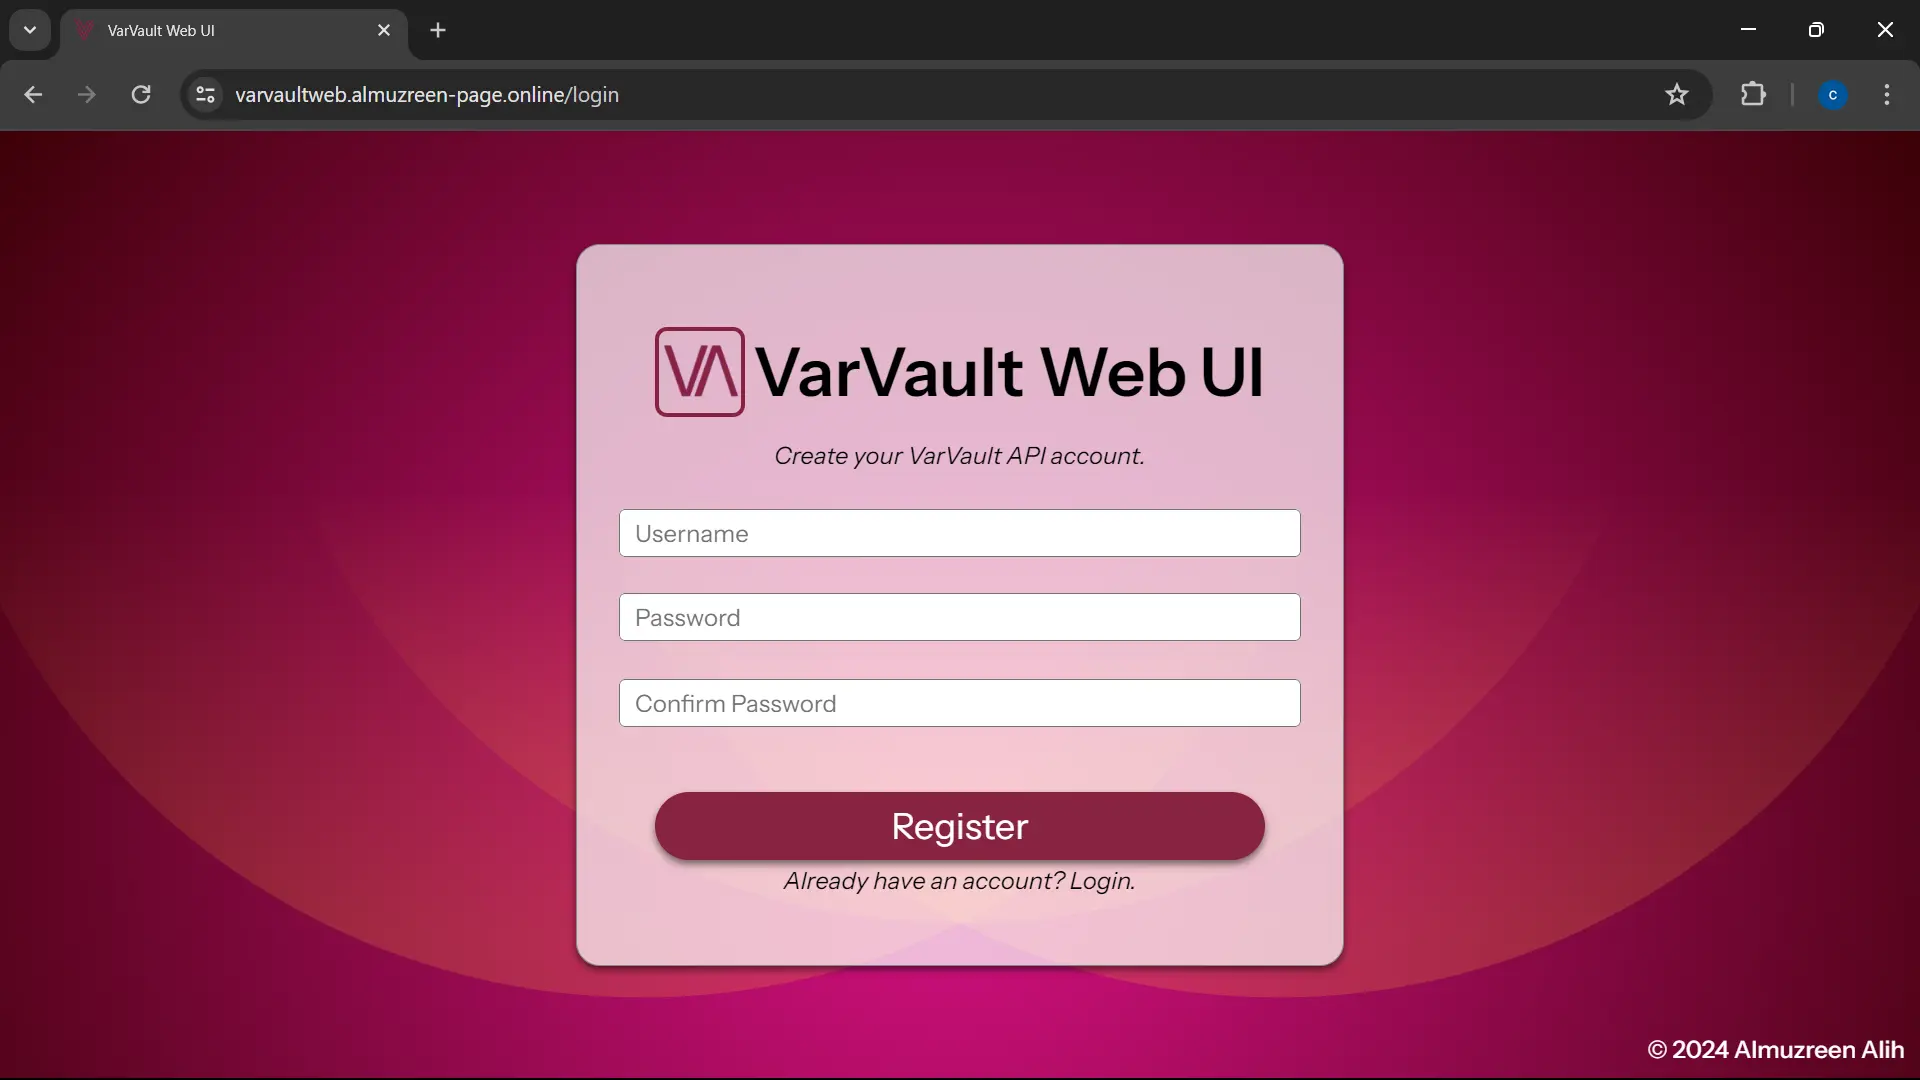 VarVault Web UI
varvaultweb.almuzreen-page.online/login
C
VA VarVault Web UI
Create your VarVault API account.
Username
Password
Confirm Password
Register
Already have an account? Login.
© 2024 Almuzreen Alih